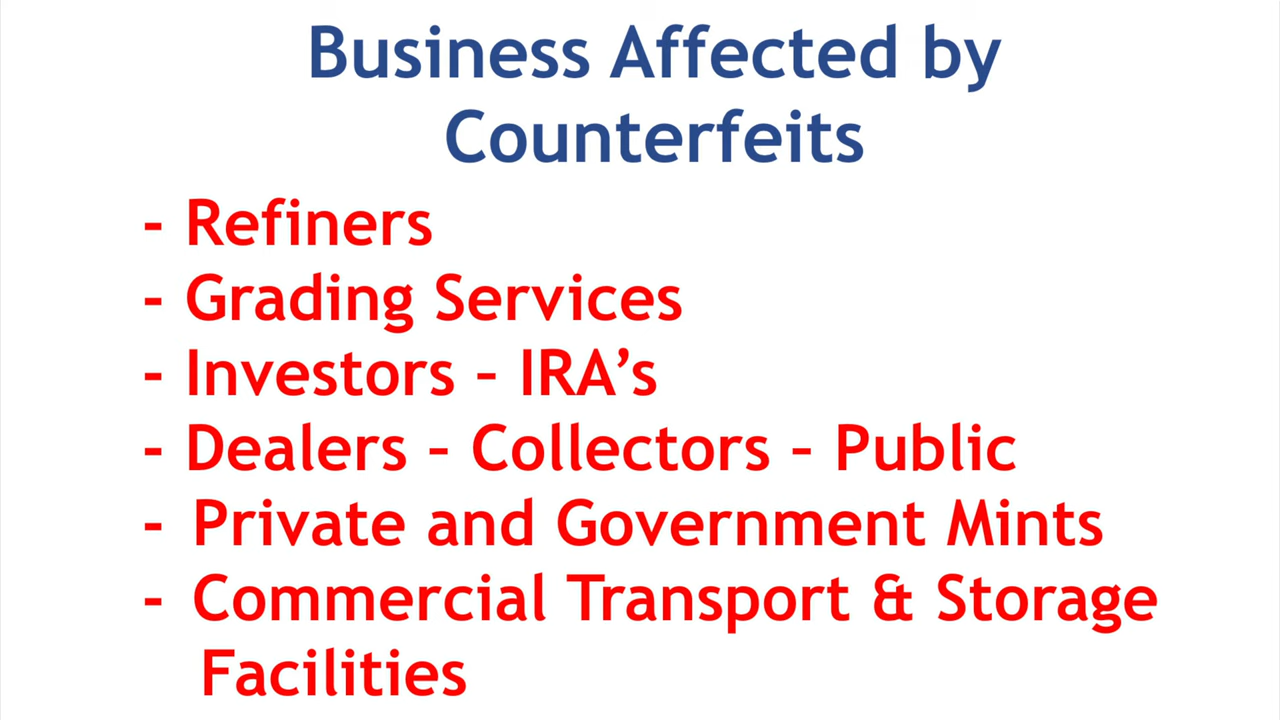 Business Affected by
Counterfeits
- Refiners
- Grading Services
- Investors – IRA’s
- Dealers – Collectors – Public
- Private and Government Mints
- Commercial Transport & Storage
Facilities